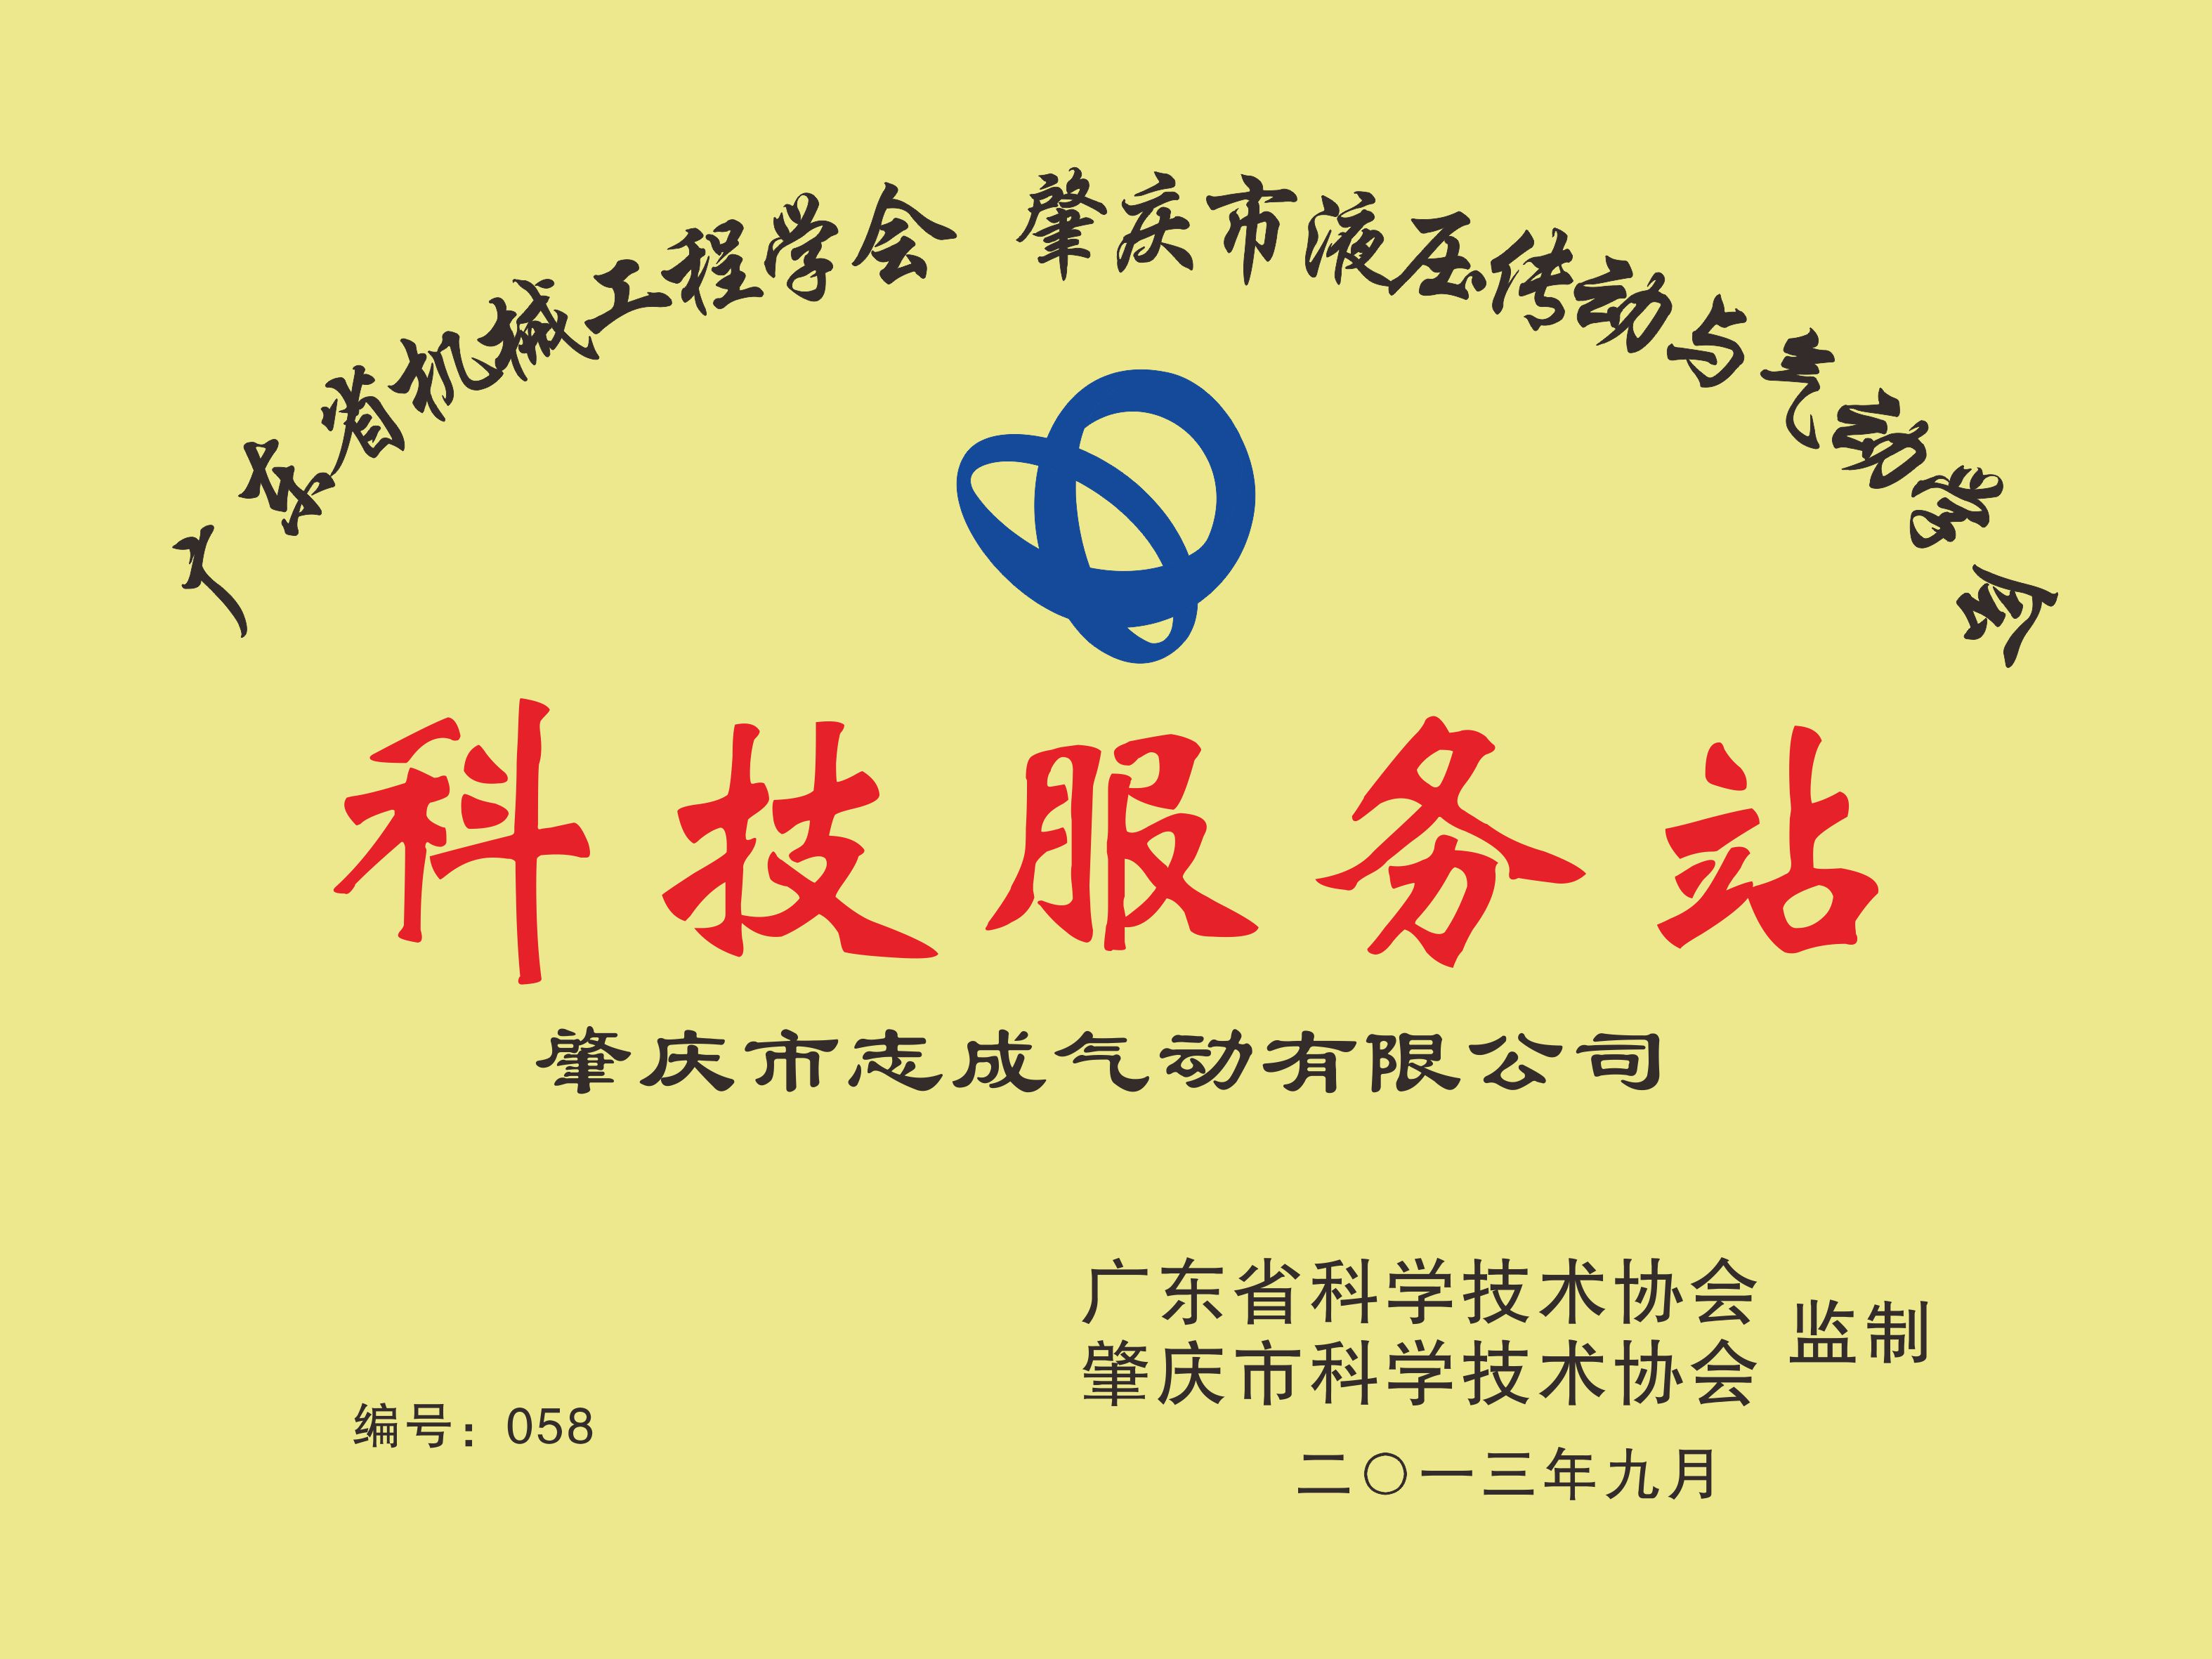 广东省机械工程学会 肇庆市液压传动与气动学会
科技服务站
肇庆市志成气动有限公司
广东省科学技术协会
肇庆市科学技术协会
监制
编号：058
二〇一三年九月